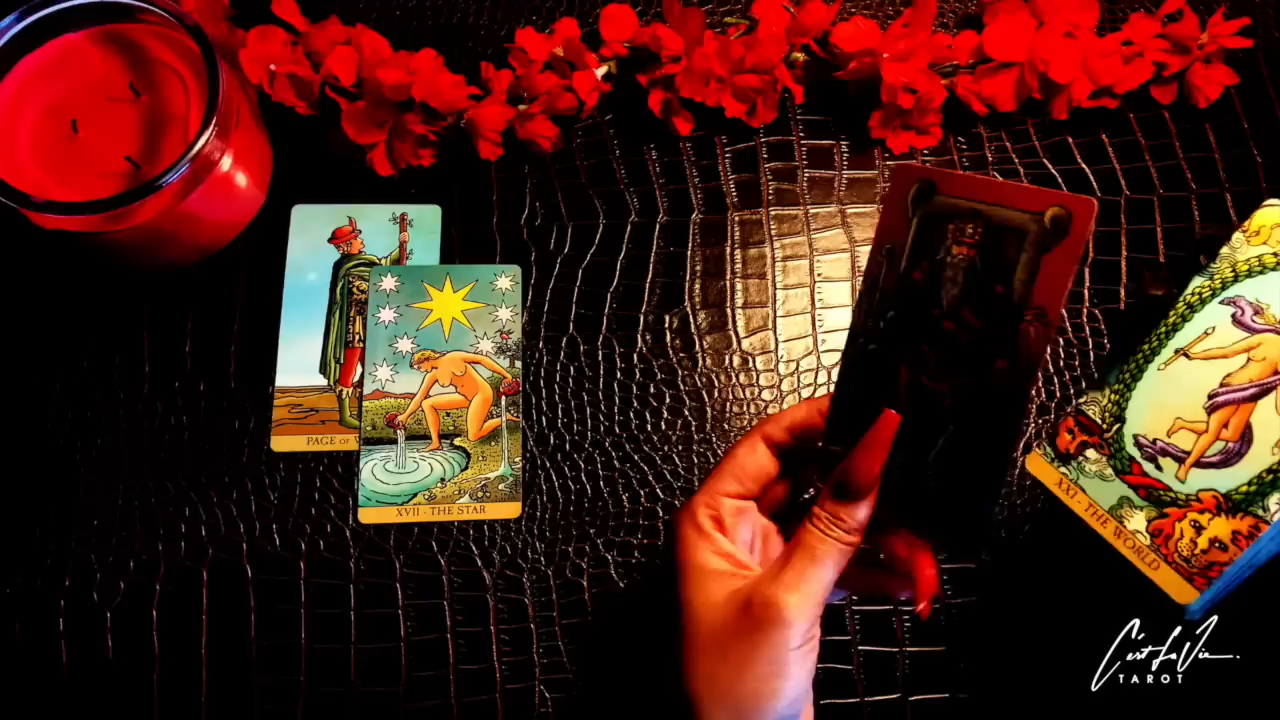 PAGE OF
XVII · THE STAR
XXI · THE WORLD
C'est La Vie
TAROT